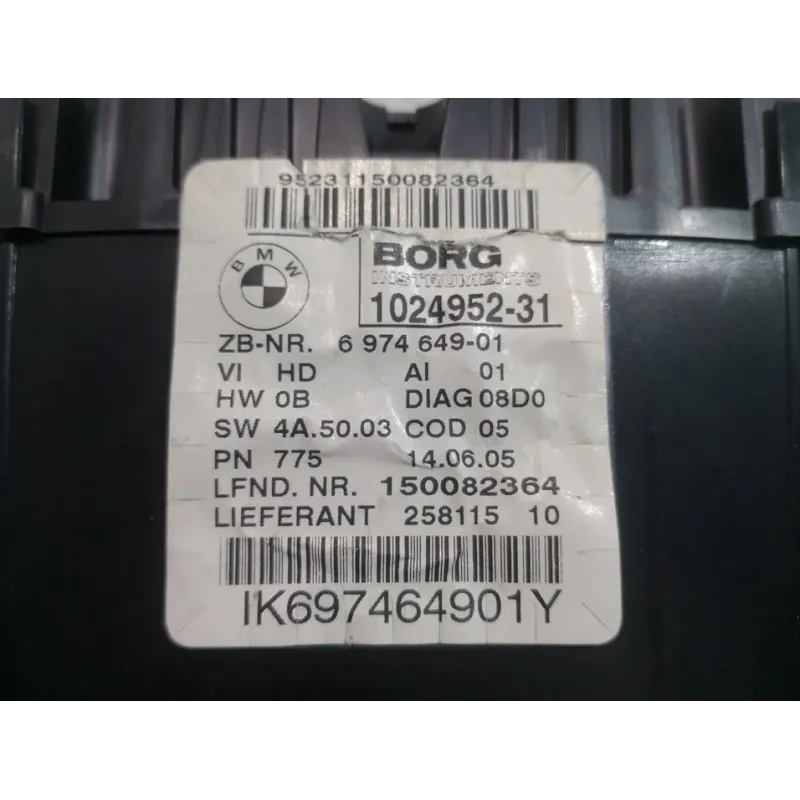 95231150082364
BMW
BORG
INSTRUMENTS
1024952-31
ZB-NR. 6 974 649-01
VI HD AI 01
HW 0B DIAG 08D0
SW 4A.50.03 COD 05
PN 775 14.06.05
LFND. NR. 150082364
LIEFERANT 258115 10
IK697464901Y